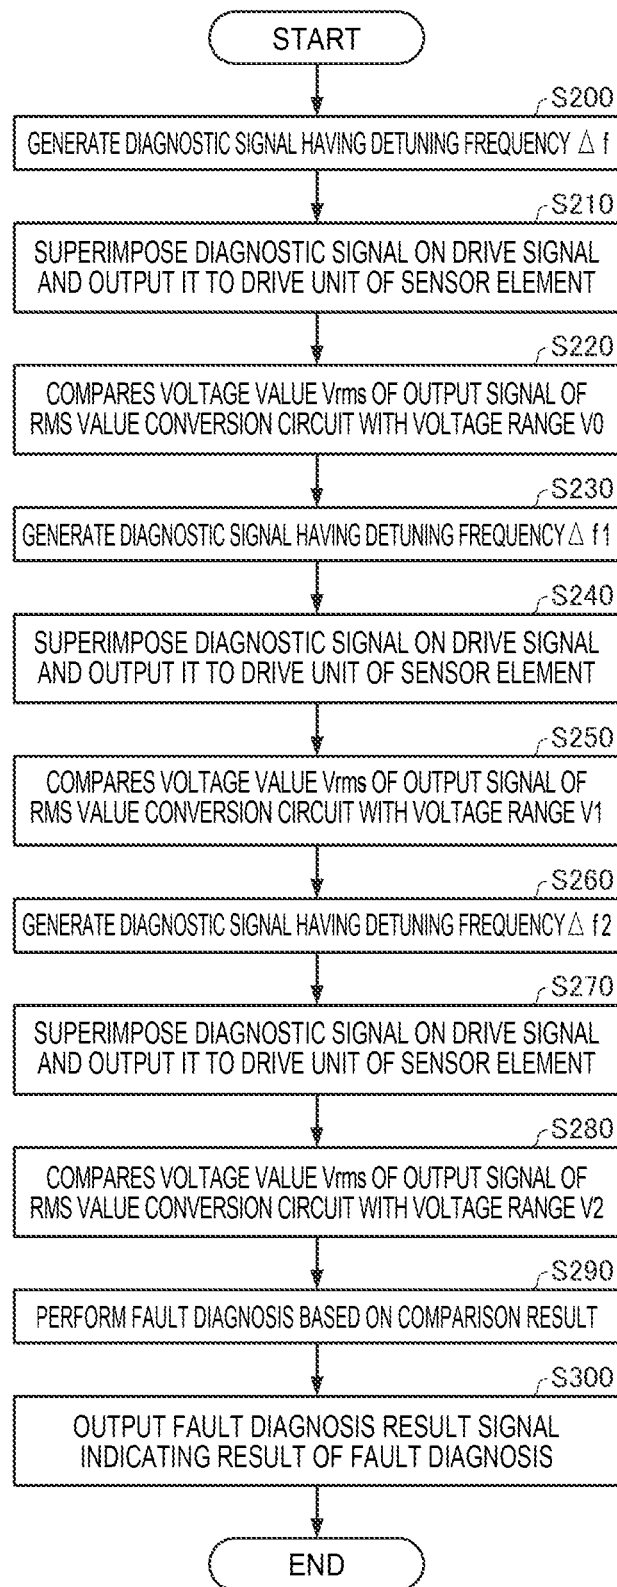 START
S200
GENERATE DIAGNOSTIC SIGNAL HAVING DETUNING FREQUENCY △ f
S210
SUPERIMPOSE DIAGNOSTIC SIGNAL ON DRIVE SIGNAL
AND OUTPUT IT TO DRIVE UNIT OF SENSOR ELEMENT
S220
COMPARES VOLTAGE VALUE Vrms OF OUTPUT SIGNAL OF
RMS VALUE CONVERSION CIRCUIT WITH VOLTAGE RANGE V0
S230
GENERATE DIAGNOSTIC SIGNAL HAVING DETUNING FREQUENCY △ f1
S240
SUPERIMPOSE DIAGNOSTIC SIGNAL ON DRIVE SIGNAL
AND OUTPUT IT TO DRIVE UNIT OF SENSOR ELEMENT
S250
COMPARES VOLTAGE VALUE Vrms OF OUTPUT SIGNAL OF
RMS VALUE CONVERSION CIRCUIT WITH VOLTAGE RANGE V1
S260
GENERATE DIAGNOSTIC SIGNAL HAVING DETUNING FREQUENCY △ f2
S270
SUPERIMPOSE DIAGNOSTIC SIGNAL ON DRIVE SIGNAL
AND OUTPUT IT TO DRIVE UNIT OF SENSOR ELEMENT
S280
COMPARES VOLTAGE VALUE Vrms OF OUTPUT SIGNAL OF
RMS VALUE CONVERSION CIRCUIT WITH VOLTAGE RANGE V2
S290
PERFORM FAULT DIAGNOSIS BASED ON COMPARISON RESULT
S300
OUTPUT FAULT DIAGNOSIS RESULT SIGNAL
INDICATING RESULT OF FAULT DIAGNOSIS
END